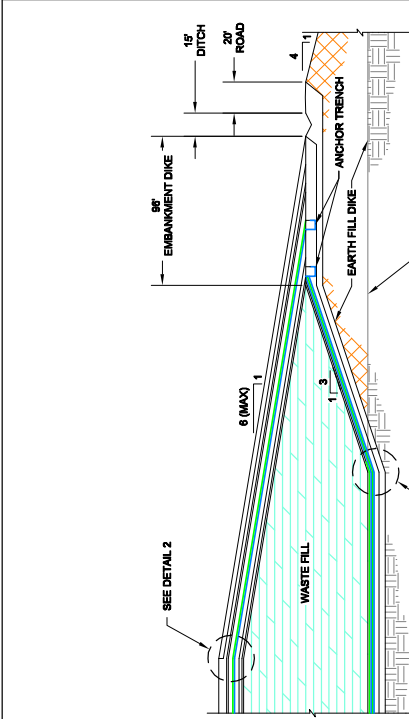 15'
DITCH
20'
ROAD
1
4
96'
EMBANKMENT DIKE
ANCHOR TRENCH
EARTH FILL DIKE
6 (MAX)
1
3
1
SEE DETAIL 2
WASTE FILL